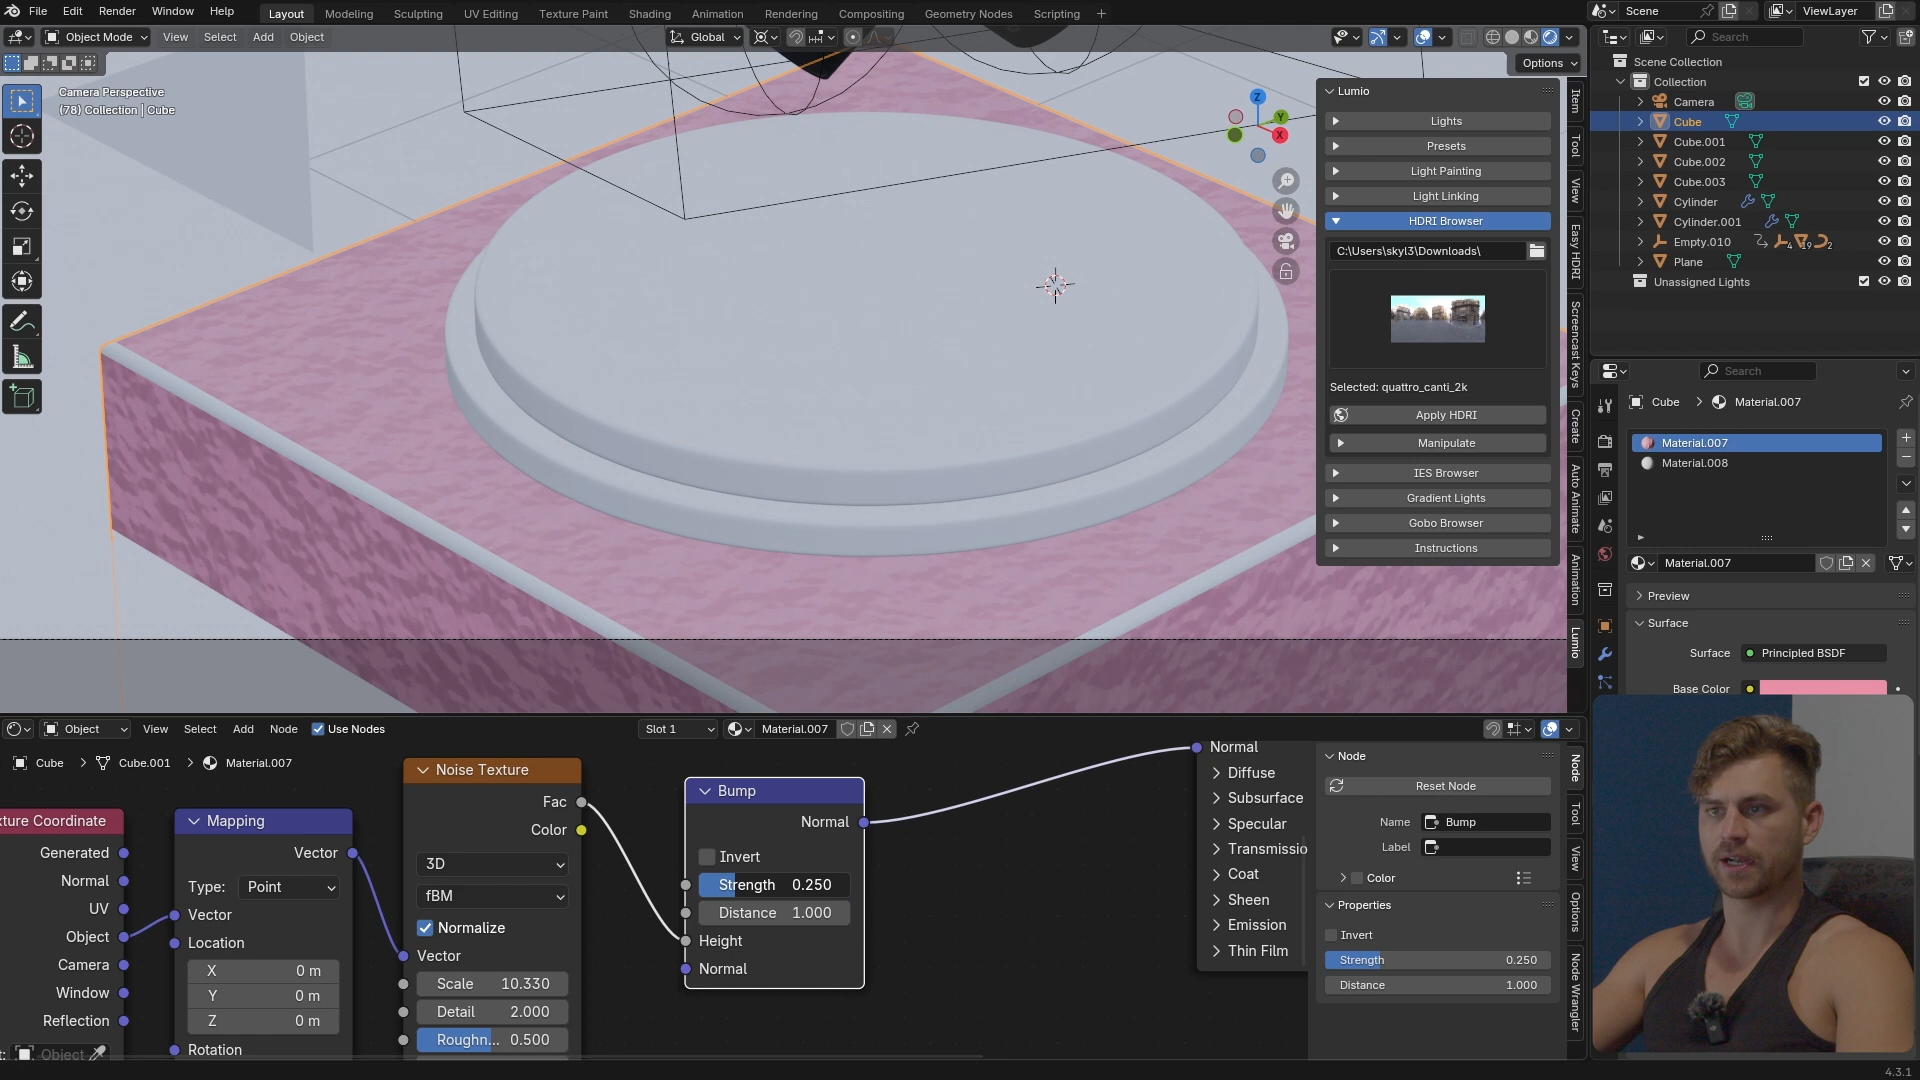 File Edit Render Window Help Layout Modeling Sculpting UV Editing Texture Paint Shading Animation Rendering Compositing Geometry Nodes Scripting + Scene ViewLayer
Object Mode View Select Add Object Global Search
Options
Camera Perspective
(78) Collection | Cube
Z
Y
X
Lumio
Lights
Presets
Light Painting
Light Linking
HDRI Browser
C:\Users\skyl3\Downloads\
Selected: quattro_canti_2k
Apply HDRI
Manipulate
IES Browser
Gradient Lights
Gobo Browser
Instructions
Item
Tool
View
Easy HDRI
Screencast Keys
Create
Auto Animate
Animation
Lumio
Scene Collection
Collection
Camera
Cube
Cube.001
Cube.002
Cube.003
Cylinder
Cylinder.001
Empty.010 4 19 2
Plane
Unassigned Lights
Search
Cube > Material.007
Material.007
Material.008
Material.007
Preview
Surface
Surface Principled BSDF
Base Color
Object View Select Add Node Use Nodes Slot 1 Material.007
Cube > Cube.001 > Material.007
xture Coordinate
Generated
Normal
UV
Object
Camera
Window
Reflection
t: Object
Mapping
Vector
Type: Point
Vector
Location
X 0 m
Y 0 m
Z 0 m
Rotation
Noise Texture
Fac
Color
3D
fBM
Normalize
Vector
Scale 10.330
Detail 2.000
Roughn... 0.500
Bump
Normal
Invert
Strength 0.250
Distance 1.000
Height
Normal
Normal
Diffuse
Subsurface
Specular
Transmissio
Coat
Sheen
Emission
Thin Film
Node
Reset Node
Name Bump
Label
Color
Properties
Invert
Strength 0.250
Distance 1.000
Node
Tool
View
Options
Node Wrangler
4.3.1